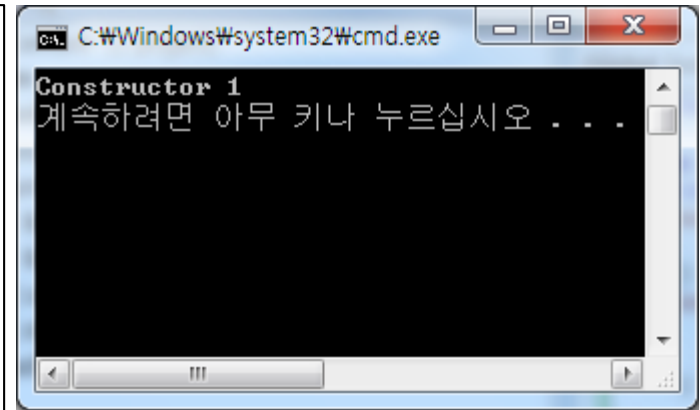 C:₩Windows₩system32₩cmd.exe
Constructor 1
계속하려면 아무 키나 누르십시오 . . .